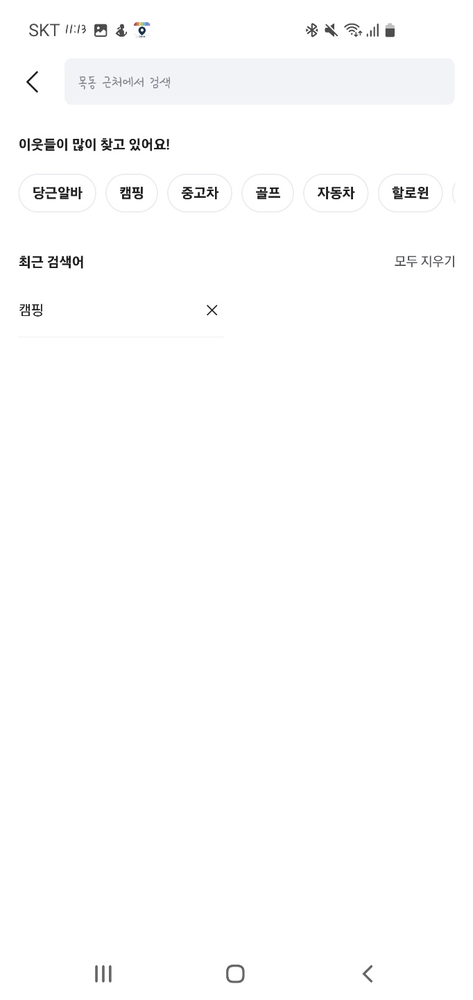 SKT 11:13
목동 근처에서 검색
이웃들이 많이 찾고 있어요!
당근알바 캠핑 중고차 골프 자동차 할로윈
최근 검색어 모두 지우기
캠핑